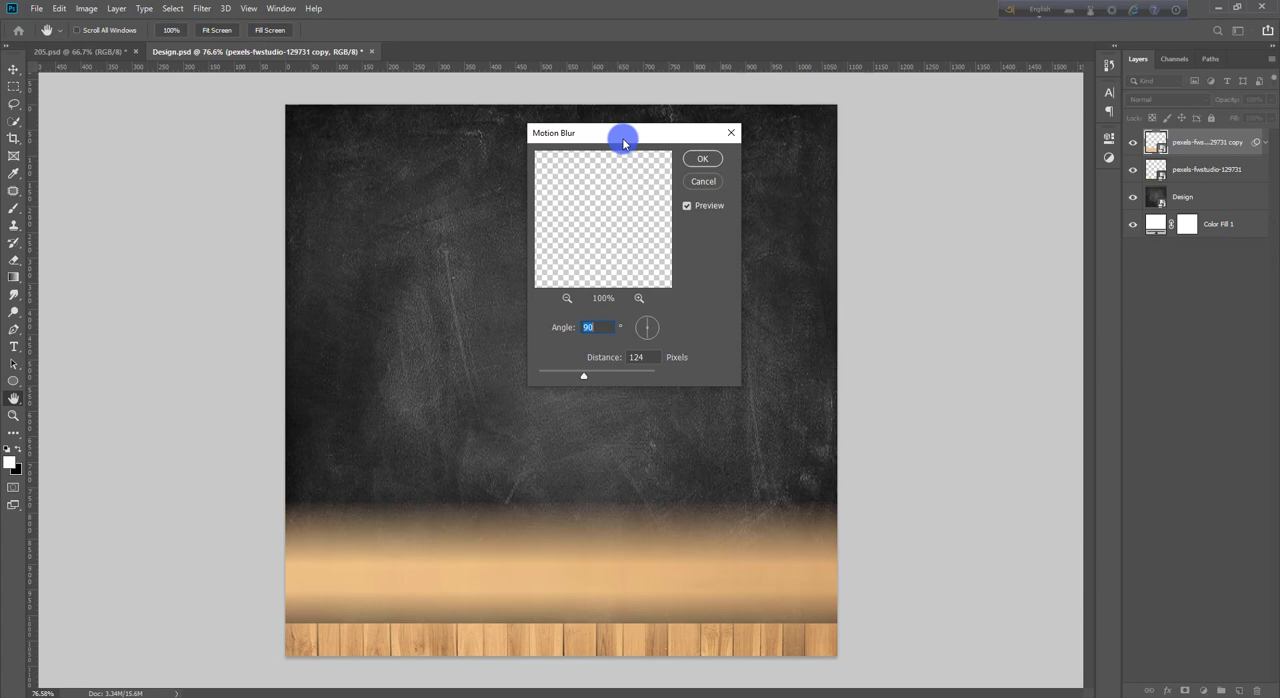 Ps File Edit Image Layer Type Select Filter 3D View Window Help English
Scroll All Windows 100% Fit Screen Fill Screen
205.psd @ 66.7% (RGB/8) * × Design.psd @ 76.6% (pexels-fwstudio-129731 copy, RGB/8) * ×
Layers Channels Paths
Kind
Normal Opacity: 100%
Lock: Fill: 100%
pexels-fws...29731 copy
pexels-fwstudio-129731
Design
Color Fill 1
Motion Blur
OK
Cancel
Preview
100%
Angle: 90 °
Distance: 124 Pixels
76.58% Doc: 3.34M/15.6M